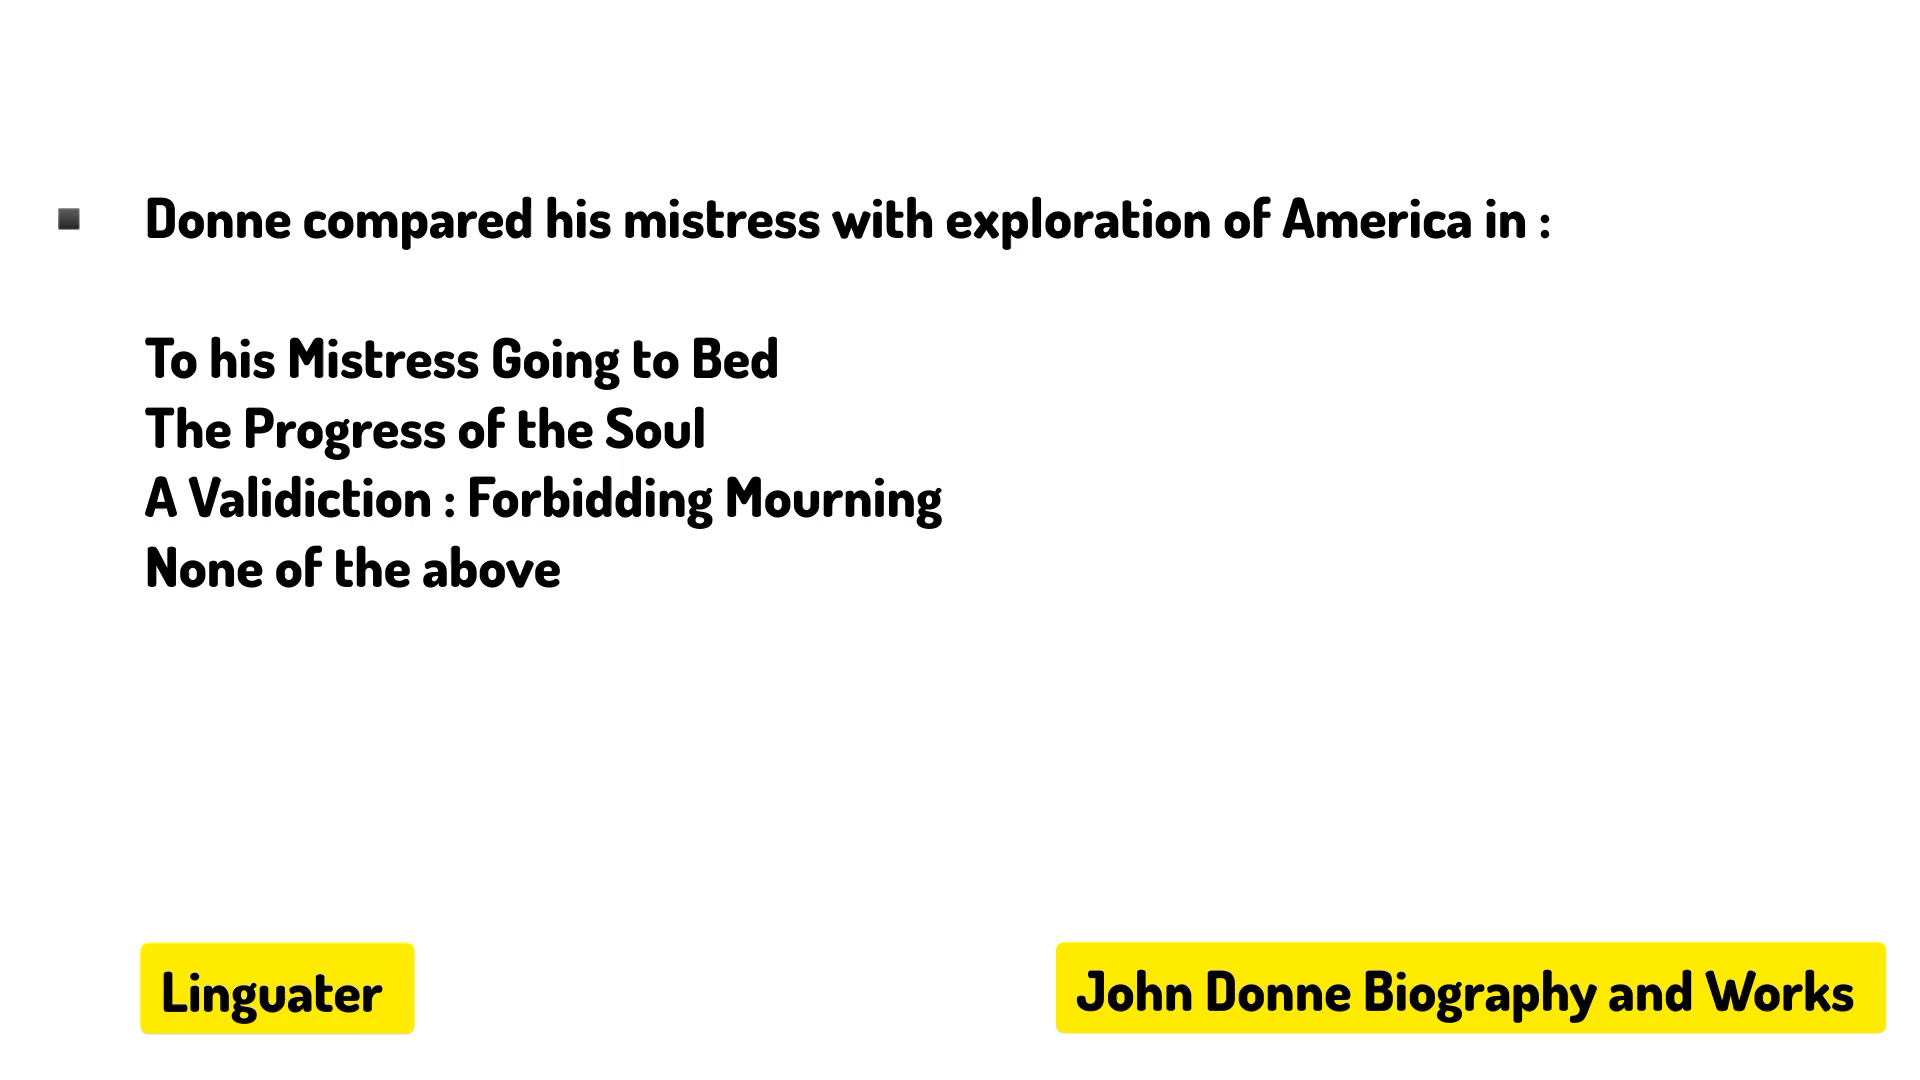 Donne compared his mistress with exploration of America in :
To his Mistress Going to Bed
The Progress of the Soul
A Validiction : Forbidding Mourning
None of the above
Linguater
John Donne Biography and Works